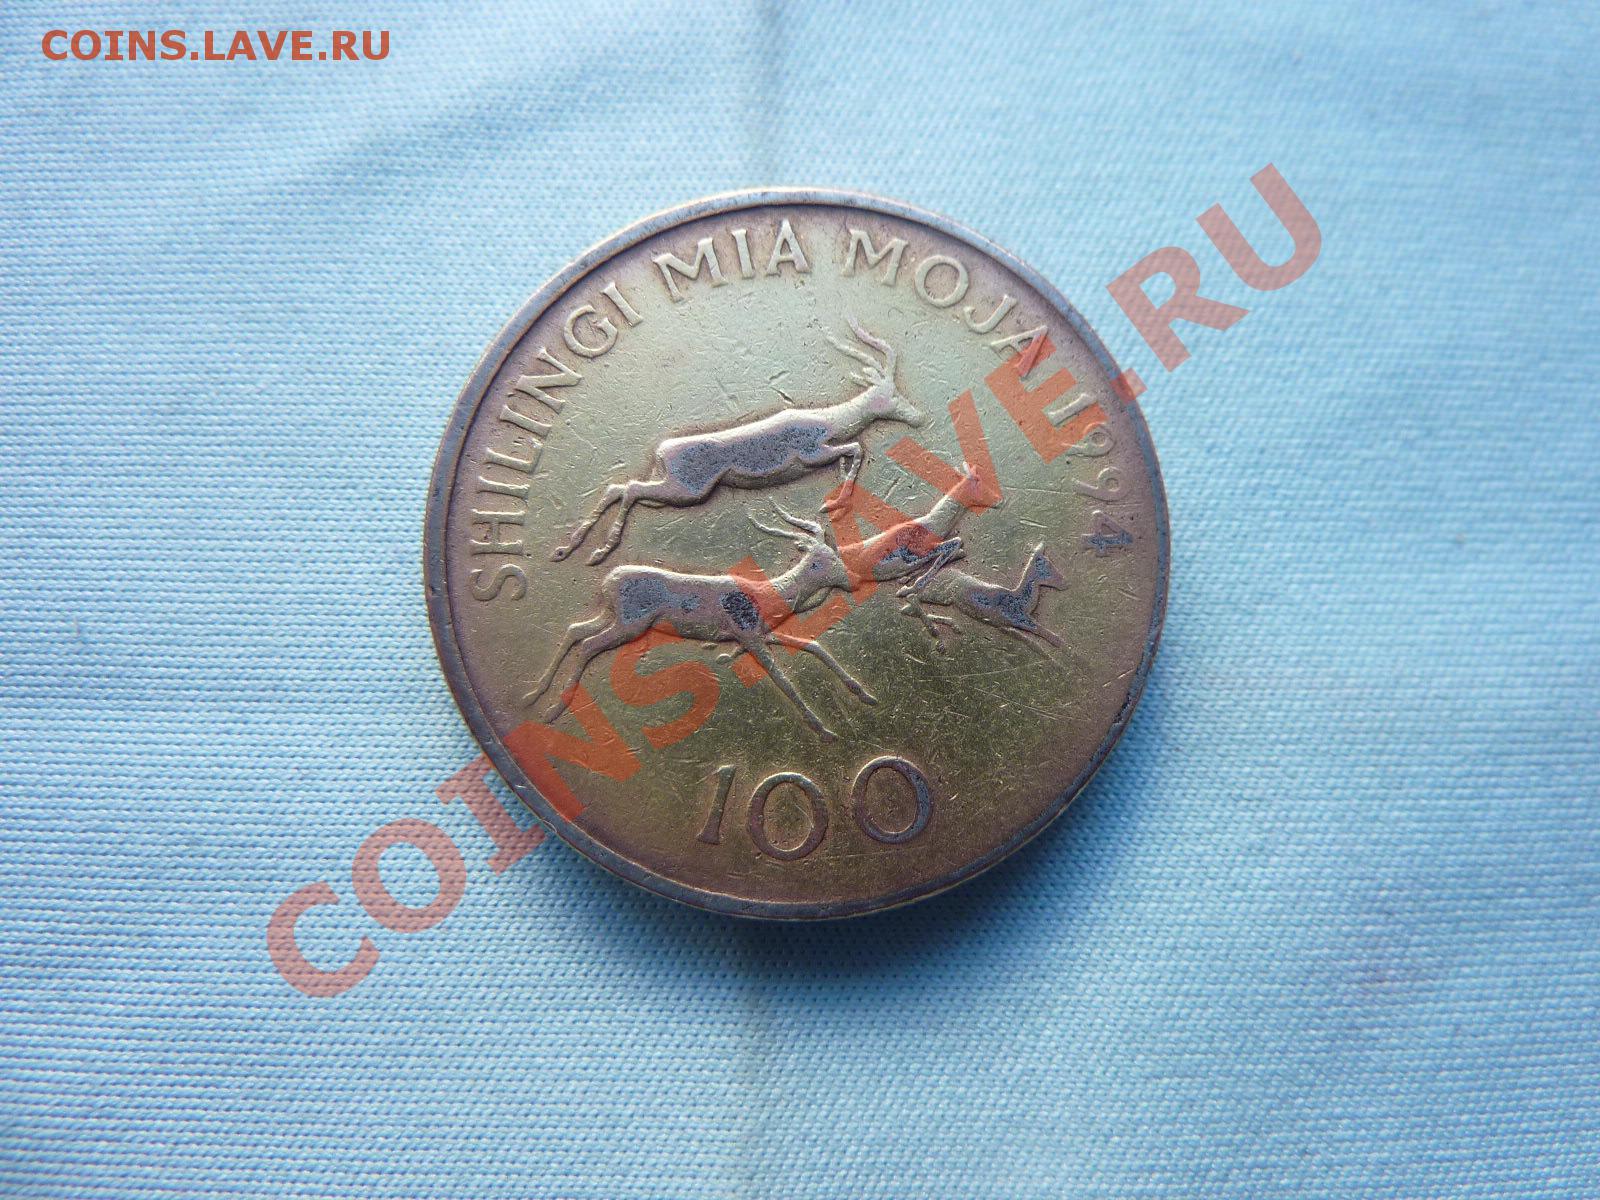 COINS.LAVE.RU
SHILINGI MIA MOJA 1994
100
COINS.LAVE.RU